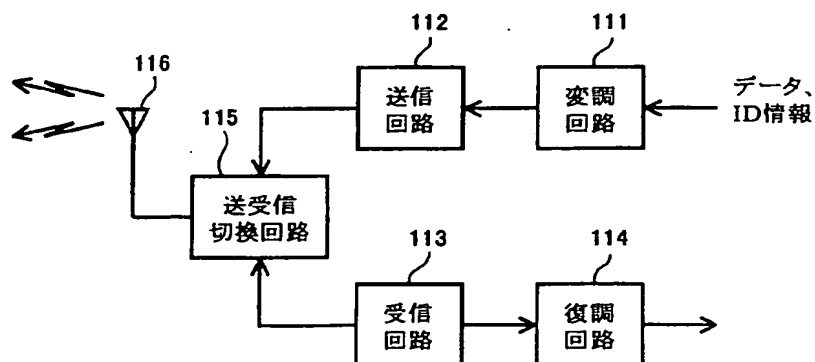 112
111
116
送信
回路
変調
回路
データ、
ID情報
115
送受信
切換回路
113
114
受信
回路
復調
回路